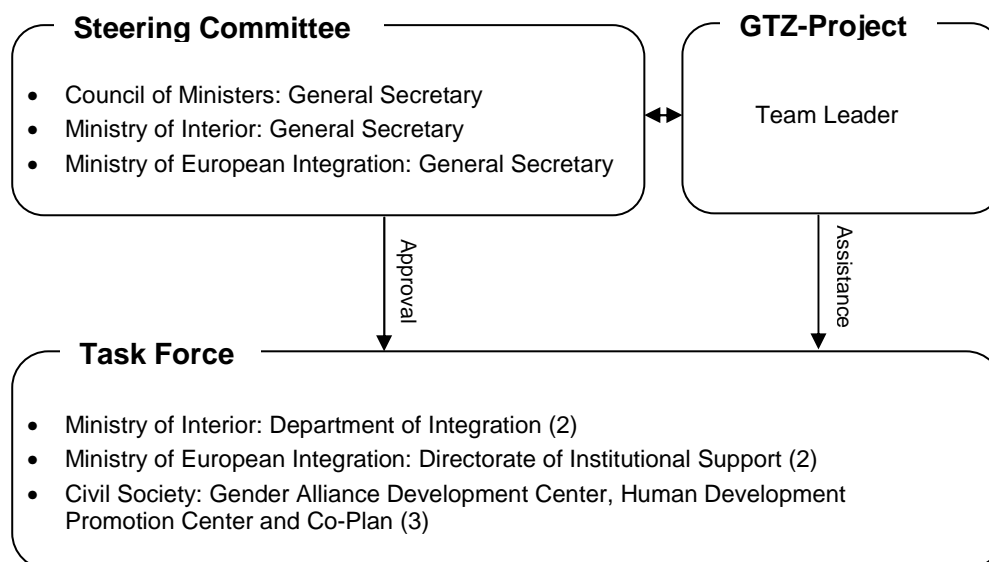 Steering Committee
• Council of Ministers: General Secretary
• Ministry of Interior: General Secretary
• Ministry of European Integration: General Secretary
GTZ-Project
Team Leader
Approval
Assistance
Task Force
• Ministry of Interior: Department of Integration (2)
• Ministry of European Integration: Directorate of Institutional Support (2)
• Civil Society: Gender Alliance Development Center, Human Development
Promotion Center and Co-Plan (3)